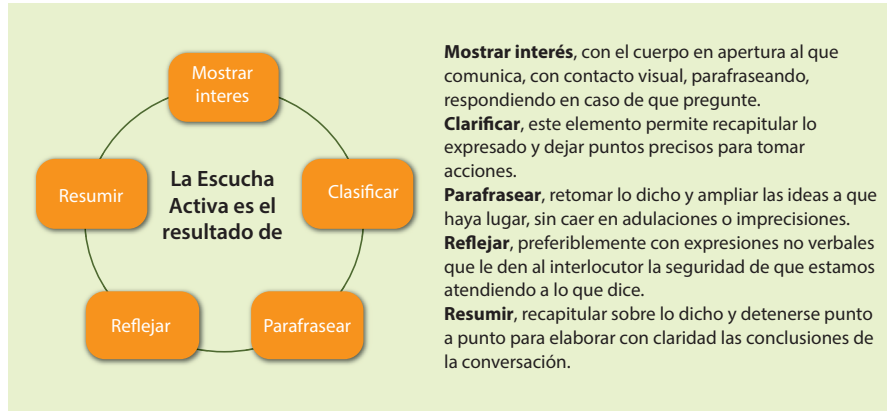 Mostrar
interes
Clasificar
Parafrasear
Reflejar
Resumir
La Escucha
Activa es el
resultado de
Mostrar interés, con el cuerpo en apertura al que
comunica, con contacto visual, parafraseando,
respondiendo en caso de que pregunte.
Clarificar, este elemento permite recapitular lo
expresado y dejar puntos precisos para tomar
acciones.
Parafrasear, retomar lo dicho y ampliar las ideas a que
haya lugar, sin caer en adulaciones o imprecisiones.
Reflejar, preferiblemente con expresiones no verbales
que le den al interlocutor la seguridad de que estamos
atendiendo a lo que dice.
Resumir, recapitular sobre lo dicho y detenerse punto
a punto para elaborar con claridad las conclusiones de
la conversación.